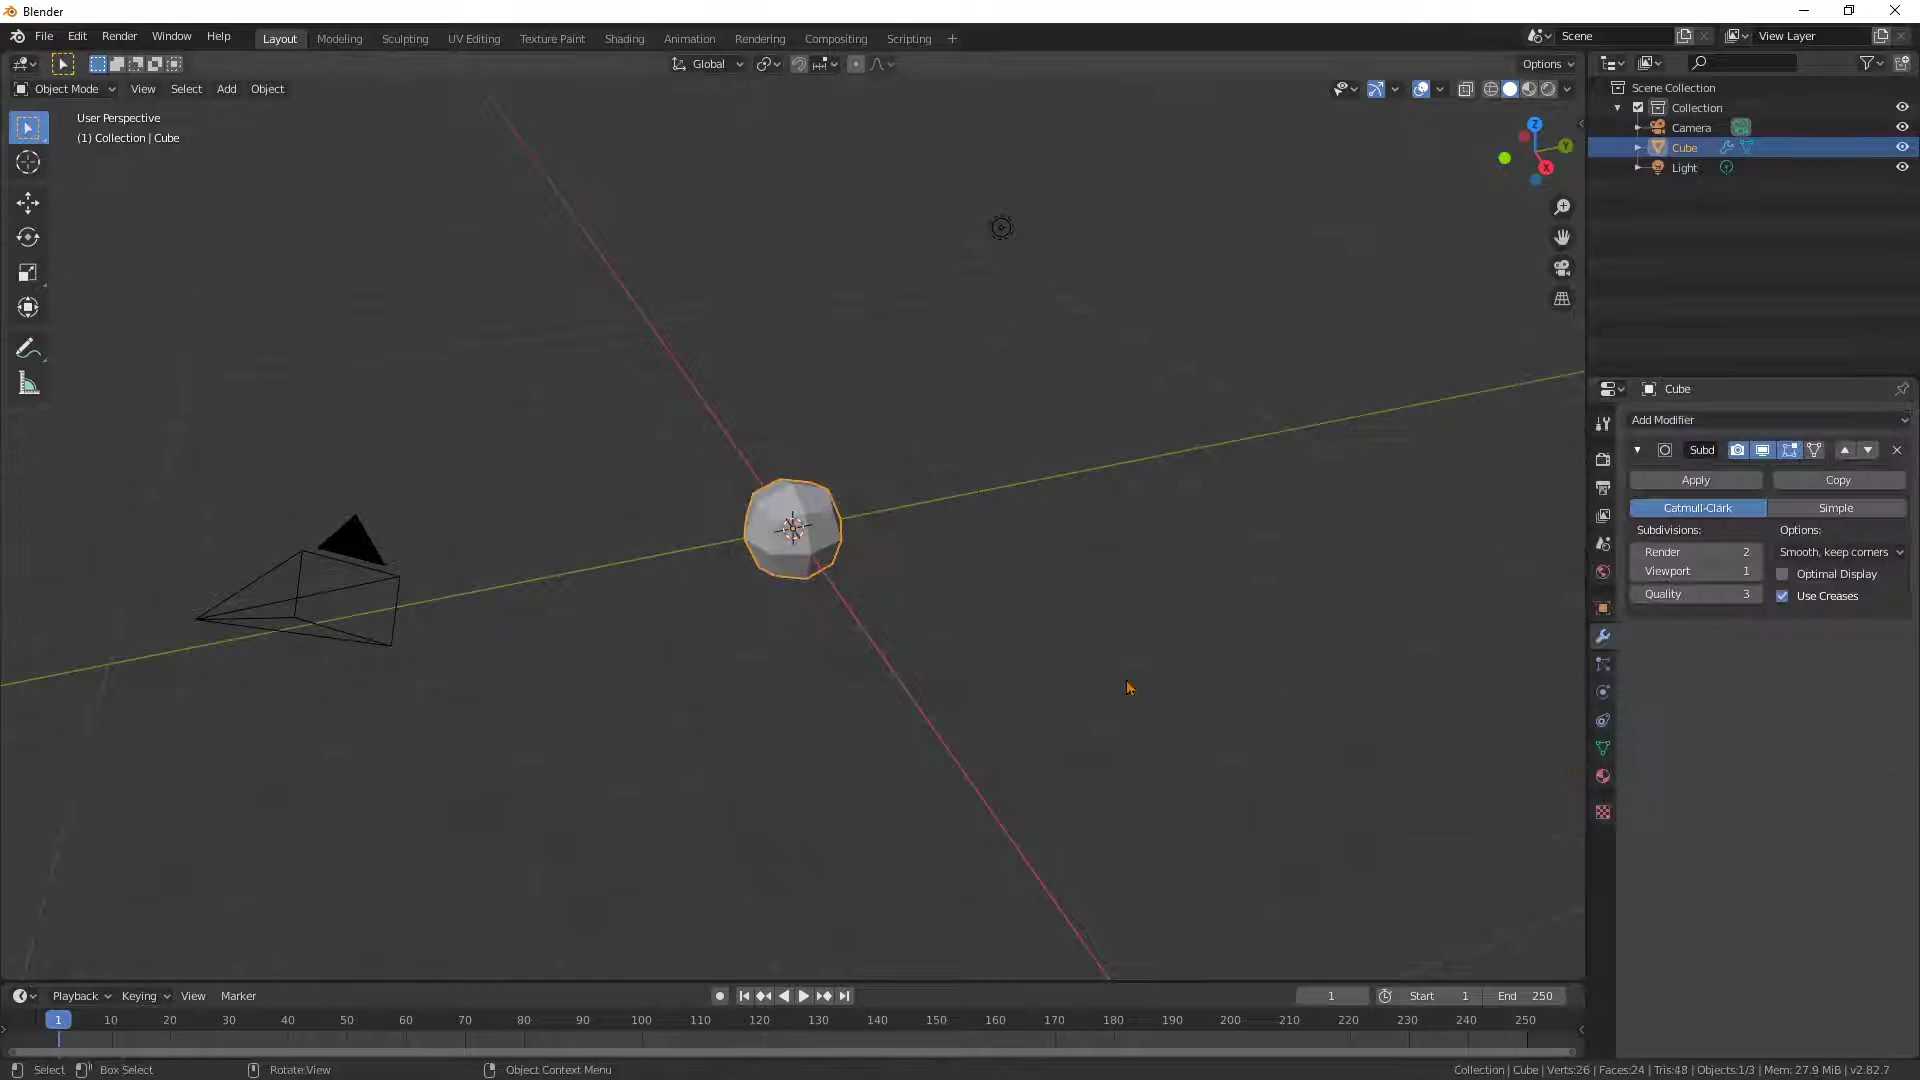 Blender
File Edit Render Window Help
Layout Modeling Sculpting UV Editing Texture Paint Shading Animation Rendering Compositing Scripting +
Scene
View Layer
Global
Options
Object Mode View Select Add Object
User Perspective
(1) Collection | Cube
Z
Y
X
Scene Collection
Collection
Camera
Cube
Light
Cube
Add Modifier
Subd
Apply Copy
Catmull-Clark Simple
Subdivisions: Options:
Render 2 Smooth, keep corners
Viewport 1 Optimal Display
Quality 3 Use Creases
Playback Keying View Marker
1 Start 1 End 250
1 10 20 30 40 50 60 70 80 90 100 110 120 130 140 150 160 170 180 190 200 210 220 230 240 250
Select Box Select Rotate View Object Context Menu
Collection | Cube | Verts:26 | Faces:24 | Tris:48 | Objects:1/3 | Mem: 27.9 MiB | v2.82.7